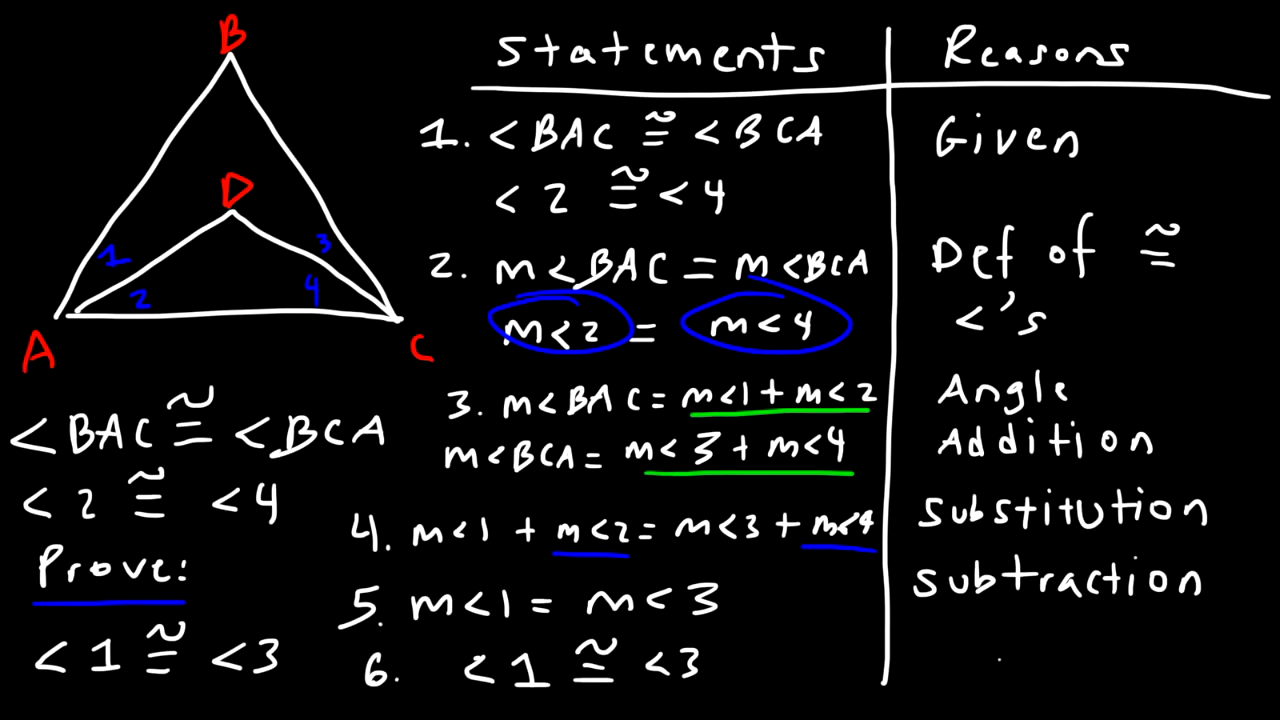 B
D
1
3
2
4
A
C
<BAC ≅ <BCA
<2 ≅ <4
Prove:
<1 ≅ <3
Statements
Reasons
1. <BAC ≅ <BCA
Given
<2 ≅ <4
2. m<BAC = m<BCA
Def of ≅
m<2 = m<4
<'s
3. m<BAC = m<1 + m<2
Angle
m<BCA = m<3 + m<4
Addition
4. m<1 + m<2 = m<3 + m<4
substitution
5. m<1 = m<3
subtraction
6. <1 ≅ <3